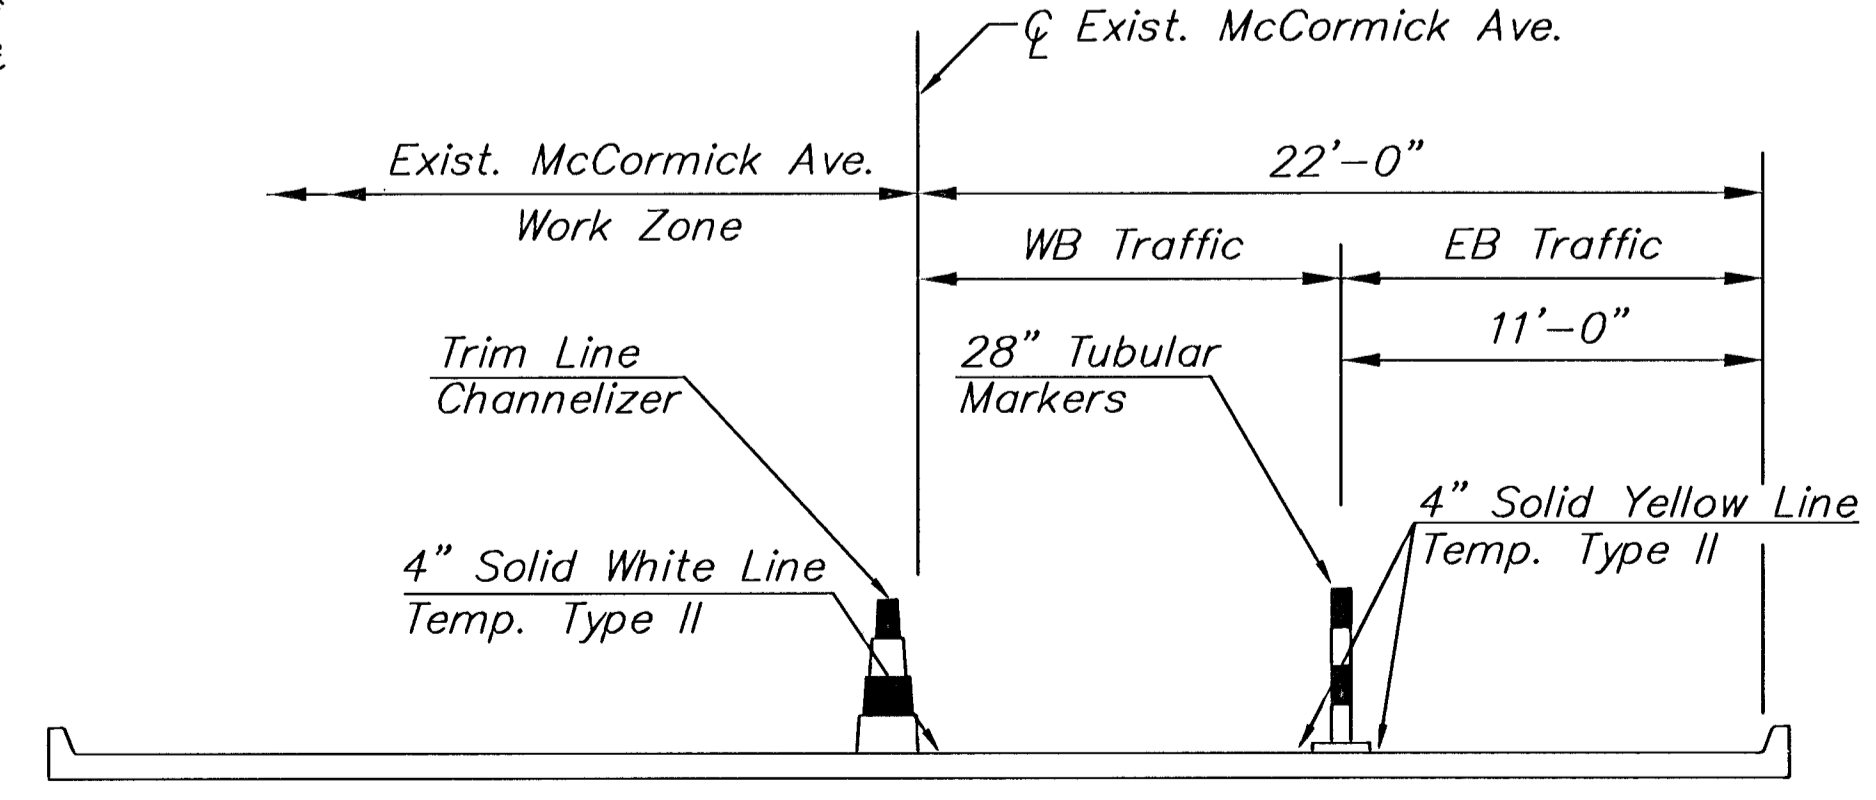 ℄ Exist. McCormick Ave.
Exist. McCormick Ave.
Work Zone
22'-0"
WB Traffic
EB Traffic
11'-0"
Trim Line
Channelizer
28" Tubular
Markers
4" Solid Yellow Line
Temp. Type II
4" Solid White Line
Temp. Type II